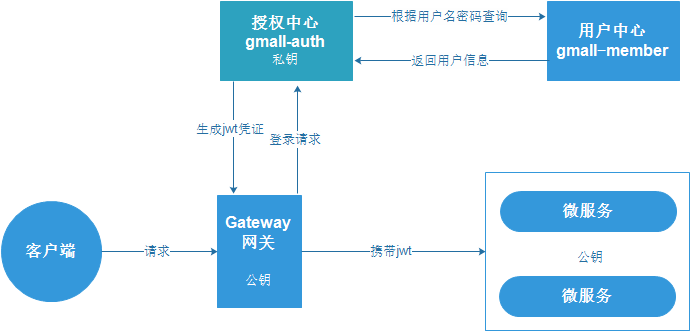 授权中心
gmall-auth
私钥
根据用户名密码查询
返回用户信息
用户中心
gmall-member
生成jwt凭证
登录请求
客户端
请求
Gateway
网关
公钥
携带jwt
微服务
公钥
微服务